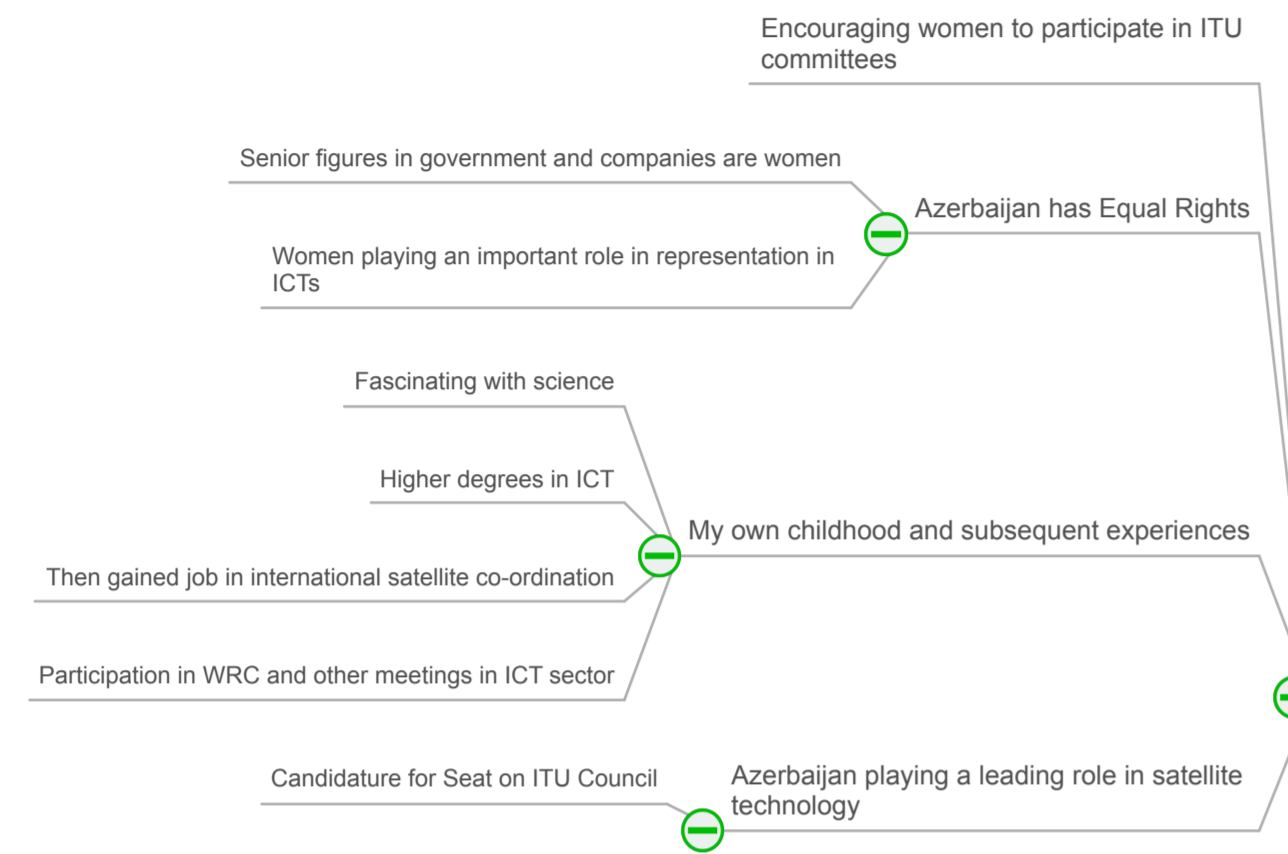 Encouraging women to participate in ITU
committees
Senior figures in government and companies are women
Azerbaijan has Equal Rights
Women playing an important role in representation in
ICTs
Fascinating with science
Higher degrees in ICT
My own childhood and subsequent experiences
Then gained job in international satellite co-ordination
Participation in WRC and other meetings in ICT sector
Candidature for Seat on ITU Council
Azerbaijan playing a leading role in satellite
technology